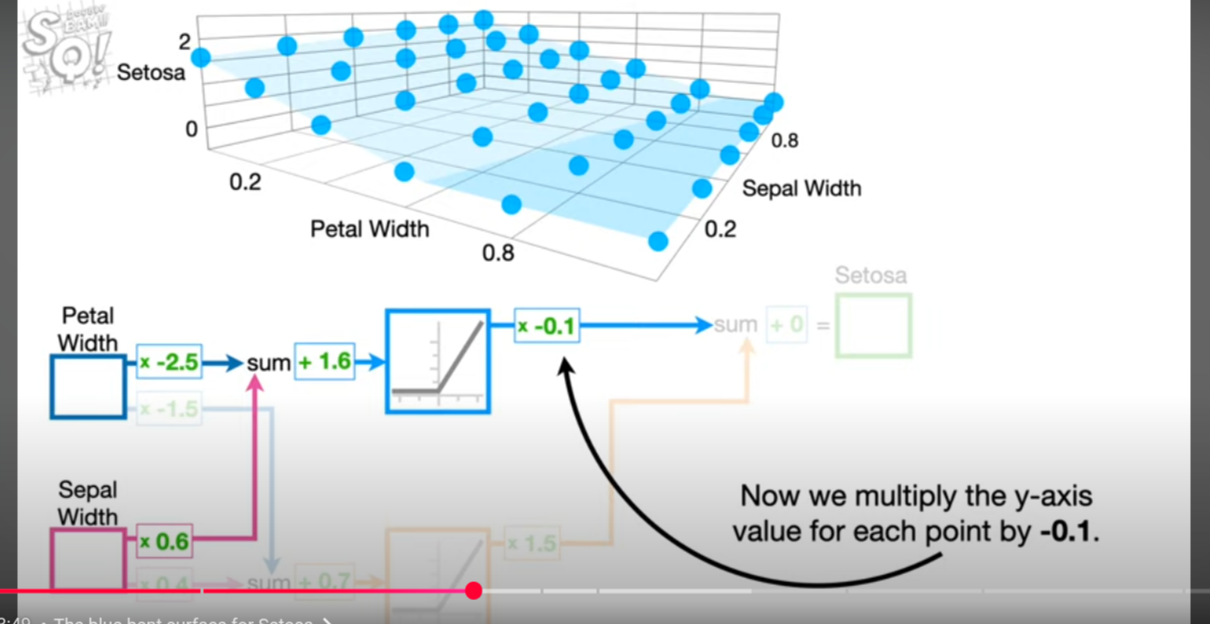 SQ!
2
Setosa
0
0.2
Petal Width
0.8
0.2
Sepal Width
0.8
Setosa
Petal
Width
x -2.5
sum
+ 1.6
x -0.1
sum
+ 0
=
x -1.5
Sepal
Width
x 0.6
x 0.4
sum
+ 0.7
x 1.5
Now we multiply the y-axis
value for each point by -0.1.
The blue bent surface for Setosa